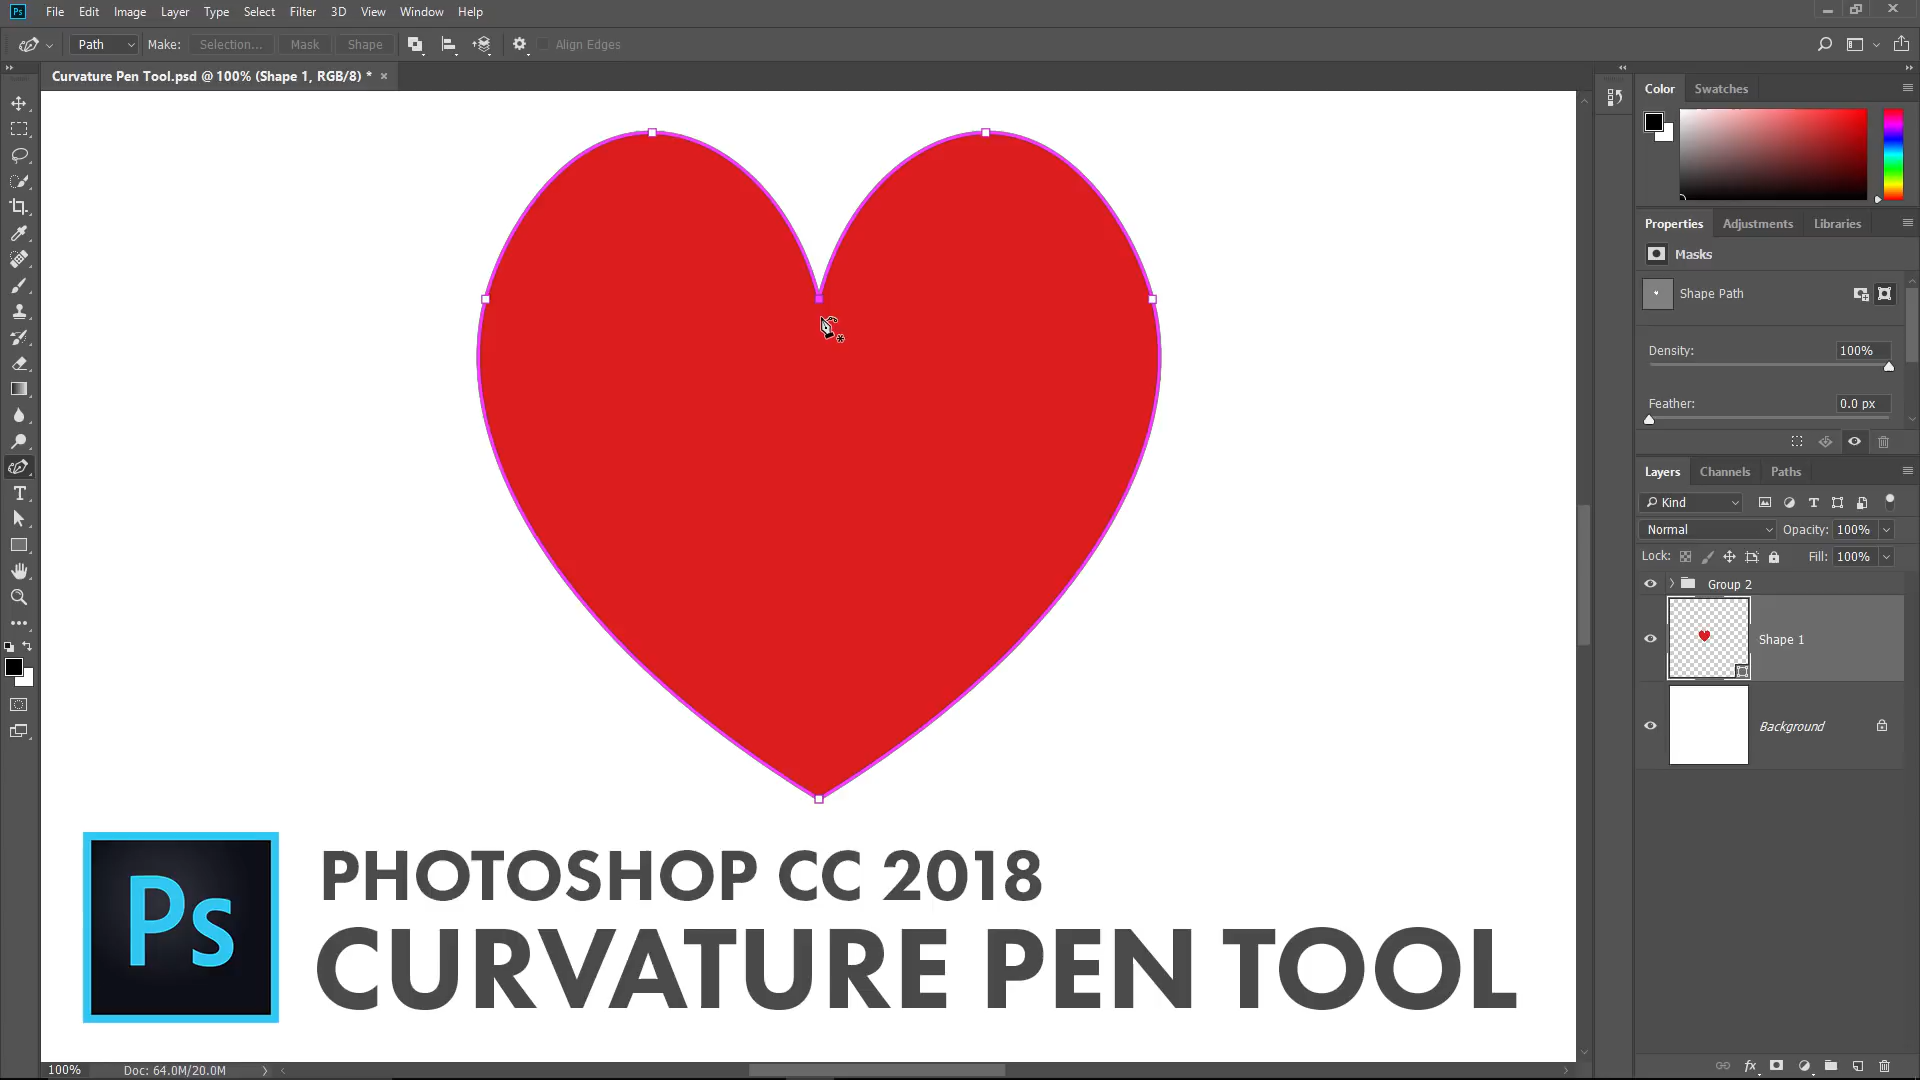 Ps File Edit Image Layer Type Select Filter 3D View Window Help
Path Make: Selection... Mask Shape Align Edges
Curvature Pen Tool.psd @ 100% (Shape 1, RGB/8) *
Color Swatches
Properties Adjustments Libraries
Masks
Shape Path
Density: 100%
Feather: 0.0 px
Layers Channels Paths
Kind
Normal Opacity: 100%
Lock: Fill: 100%
Group 2
Shape 1
Background
Ps
PHOTOSHOP CC 2018
CURVATURE PEN TOOL
100% Doc: 64.0M/20.0M
fx